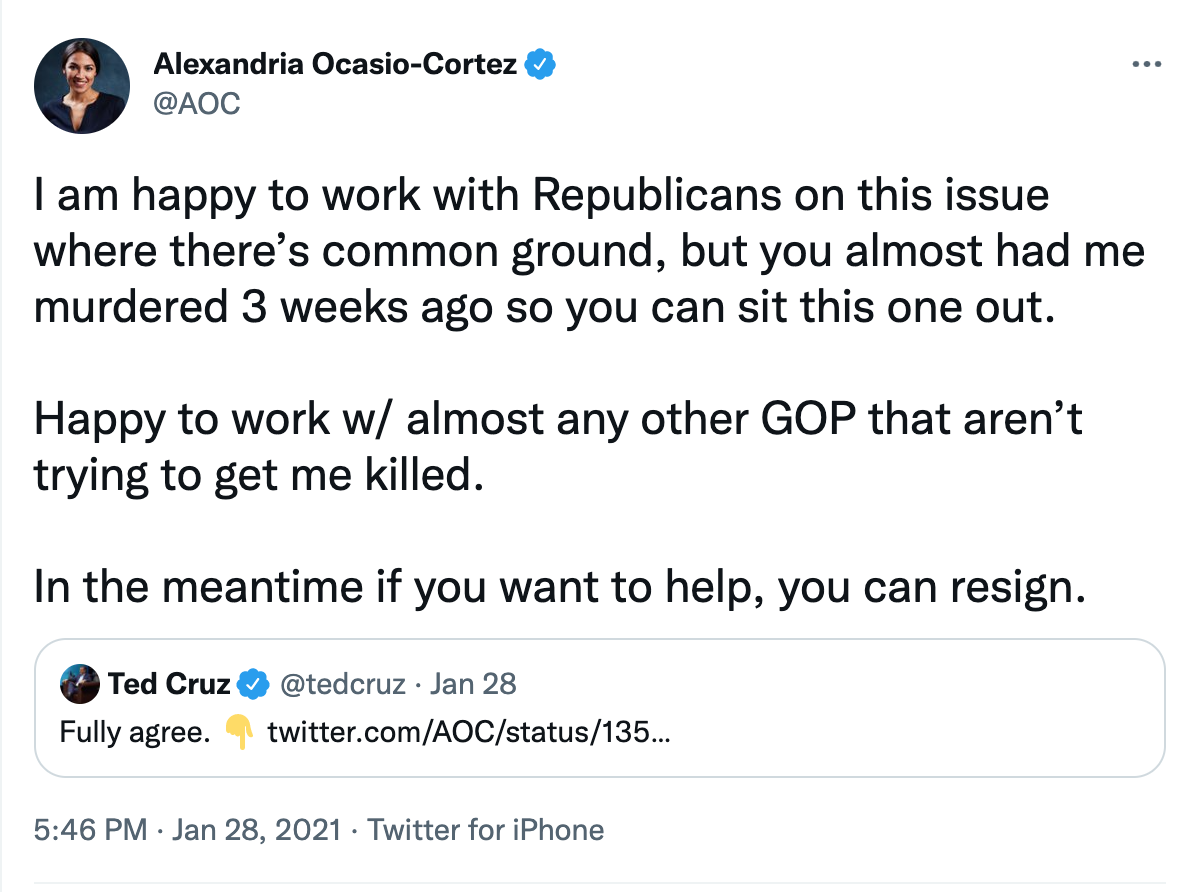 Alexandria Ocasio-Cortez
@AOC
I am happy to work with Republicans on this issue
where there’s common ground, but you almost had me
murdered 3 weeks ago so you can sit this one out.
Happy to work w/ almost any other GOP that aren’t
trying to get me killed.
In the meantime if you want to help, you can resign.
Ted Cruz @tedcruz · Jan 28
Fully agree. 👇 twitter.com/AOC/status/135…
5:46 PM · Jan 28, 2021 · Twitter for iPhone